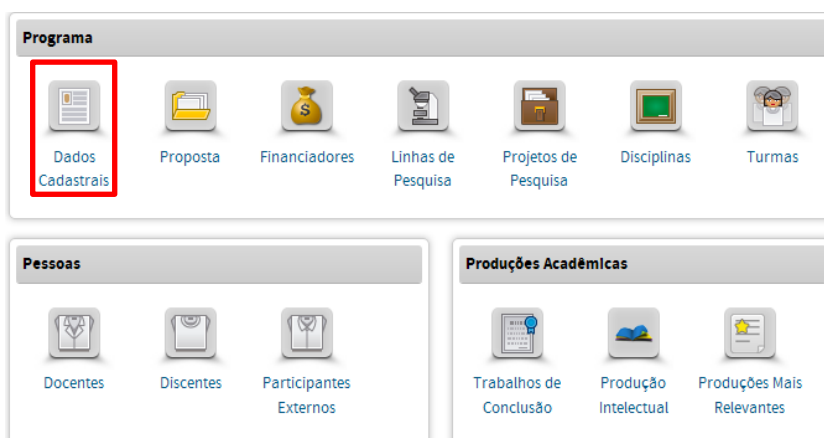 Programa
Dados
Cadastrais
Proposta
Financiadores
Linhas de
Pesquisa
Projetos de
Pesquisa
Disciplinas
Turmas
Pessoas
Docentes
Discentes
Participantes
Externos
Produções Acadêmicas
Trabalhos de
Conclusão
Produção
Intelectual
Produções Mais
Relevantes